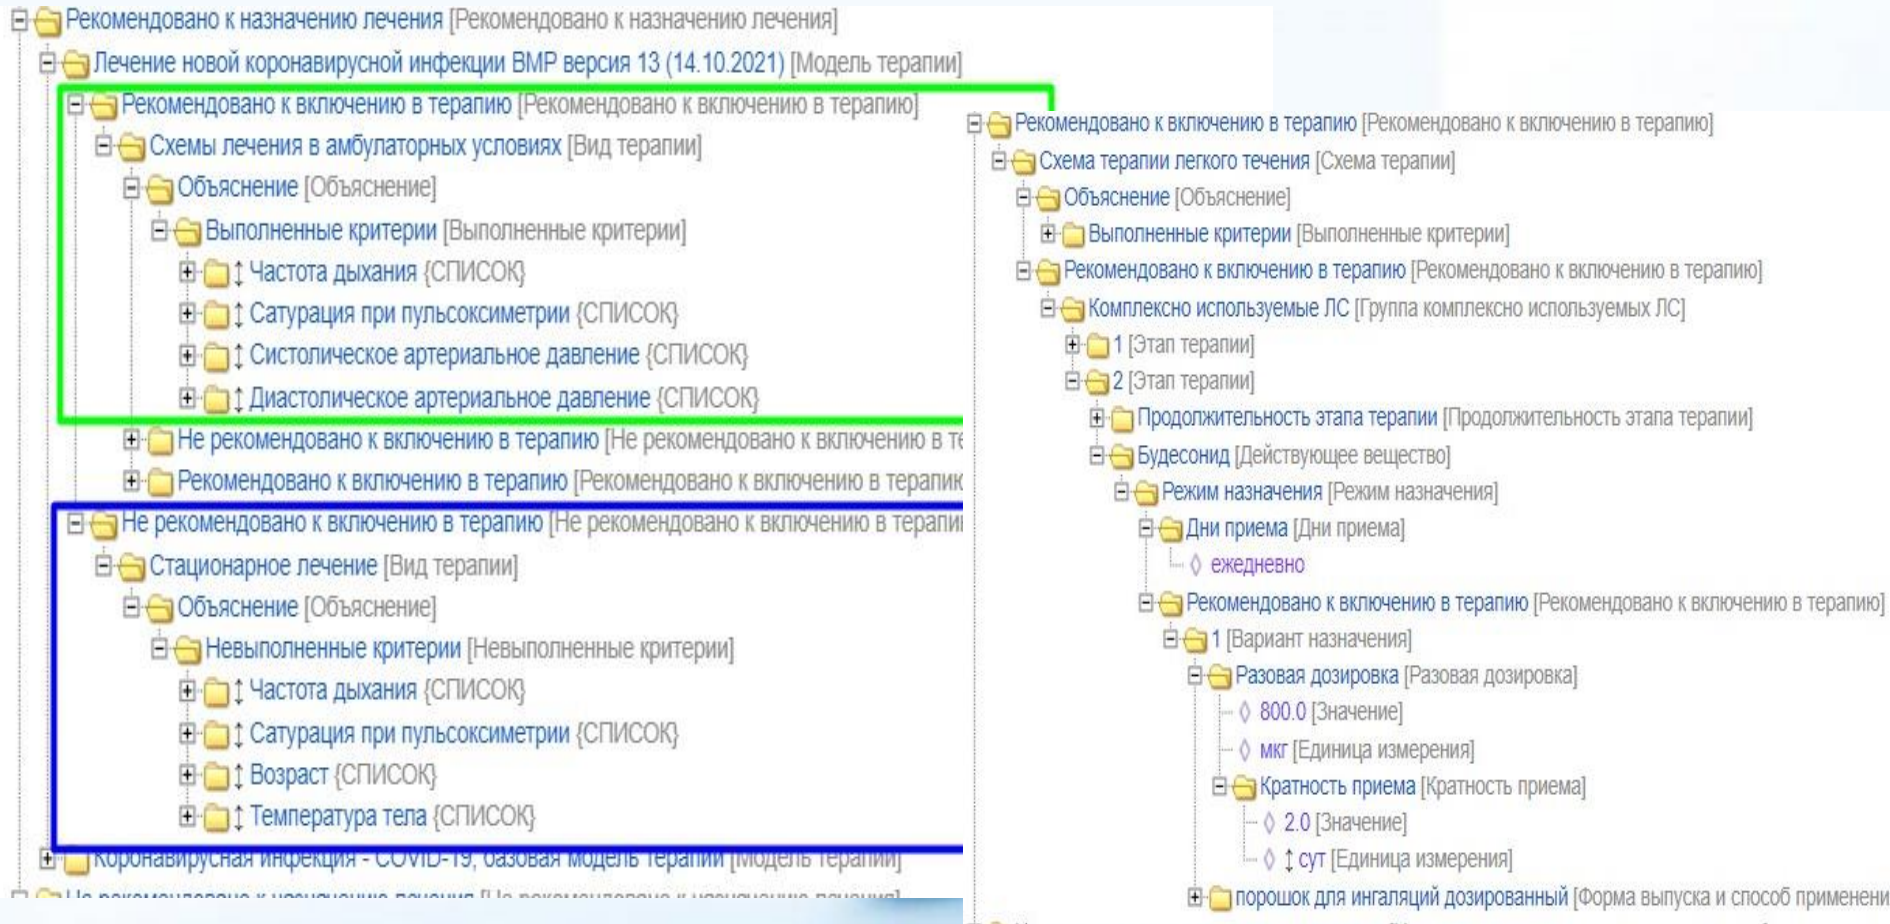 Рекомендовано к назначению лечения [Рекомендовано к назначению лечения]
Лечение новой коронавирусной инфекции ВМР версия 13 (14.10.2021) [Модель терапии]
Рекомендовано к включению в терапию [Рекомендовано к включению в терапию]
Схемы лечения в амбулаторных условиях [Вид терапии]
Объяснение [Объяснение]
Выполненные критерии [Выполненные критерии]
Частота дыхания {СПИСОК}
Сатурация при пульсоксиметрии {СПИСОК}
Систолическое артериальное давление {СПИСОК}
Диастолическое артериальное давление {СПИСОК}
Не рекомендовано к включению в терапию [Не рекомендовано к включению в те
Рекомендовано к включению в терапию [Рекомендовано к включению в терапию
Не рекомендовано к включению в терапию [Не рекомендовано к включению в терапи
Стационарное лечение [Вид терапии]
Объяснение [Объяснение]
Невыполненные критерии [Невыполненные критерии]
Частота дыхания {СПИСОК}
Сатурация при пульсоксиметрии {СПИСОК}
Возраст {СПИСОК}
Температура тела {СПИСОК}
Коронавирусная инфекция - COVID-19, базовая модель терапии [Модель терапии]
Не рекомендовано к назначению лечения [Не рекомендовано к назначению лечения]
Рекомендовано к включению в терапию [Рекомендовано к включению в терапию]
Схема терапии легкого течения [Схема терапии]
Объяснение [Объяснение]
Выполненные критерии [Выполненные критерии]
Рекомендовано к включению в терапию [Рекомендовано к включению в терапию]
Комплексно используемые ЛС [Группа комплексно используемых ЛС]
1 [Этап терапии]
2 [Этап терапии]
Продолжительность этапа терапии [Продолжительность этапа терапии]
Будесонид [Действующее вещество]
Режим назначения [Режим назначения]
Дни приема [Дни приема]
ежедневно
Рекомендовано к включению в терапию [Рекомендовано к включению в терапию]
1 [Вариант назначения]
Разовая дозировка [Разовая дозировка]
800.0 [Значение]
мкг [Единица измерения]
Кратность приема [Кратность приема]
2.0 [Значение]
сут [Единица измерения]
порошок для ингаляций дозированный [Форма выпуска и способ применени